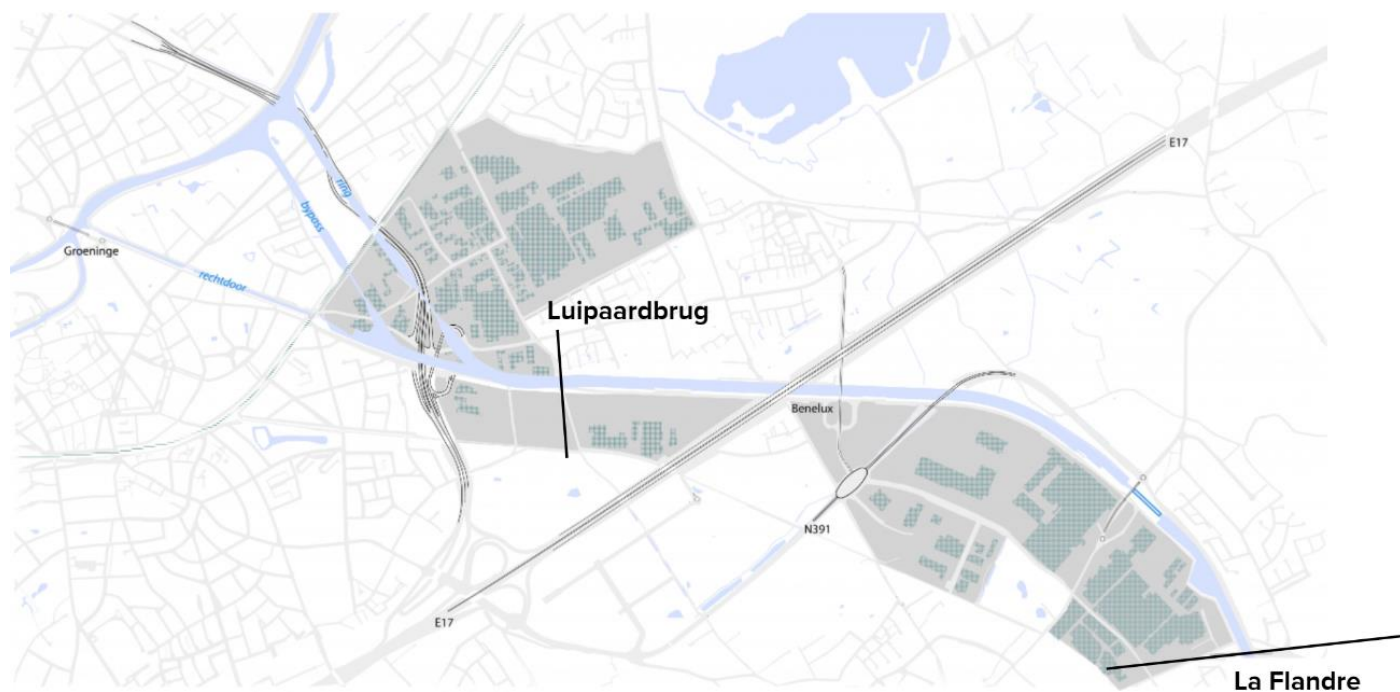 E17
ring
bypass
Groeninge
rechtdoor
Luipaardbrug
Benelux
N391
E17
La Flandre